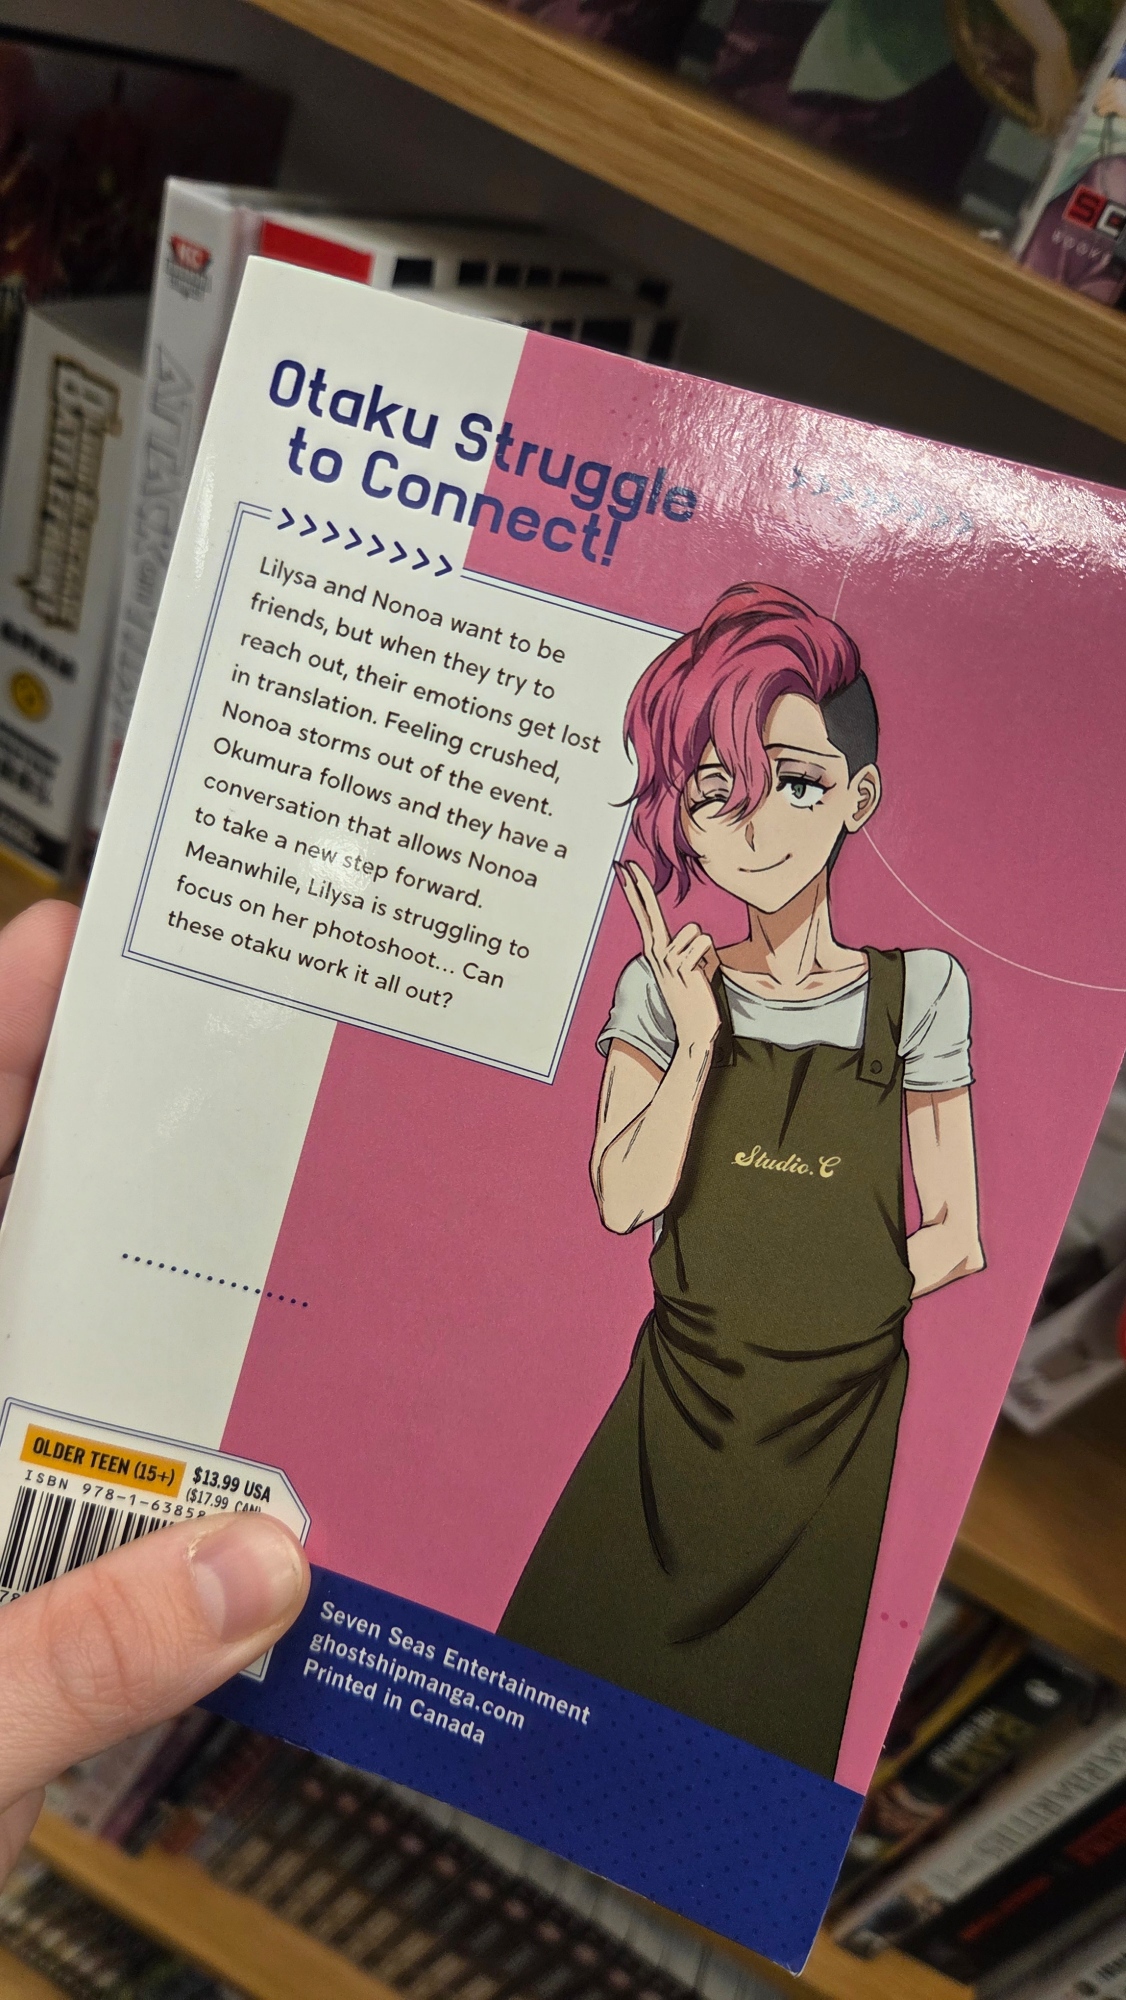 Otaku Struggle
to Connect!
>>>>>>>>>
Lilysa and Nonoa want to be
friends, but when they try to
reach out, their emotions get lost
in translation. Feeling crushed,
Nonoa storms out of the event.
Okumura follows and they have a
conversation that allows Nonoa
to take a new step forward.
Meanwhile, Lilysa is struggling to
focus on her photoshoot... Can
these otaku work it all out?
Studio.C
OLDER TEEN (15+)
$13.99 USA
($17.99 CAN)
ISBN 978-1-63858
Seven Seas Entertainment
ghostshipmanga.com
Printed in Canada